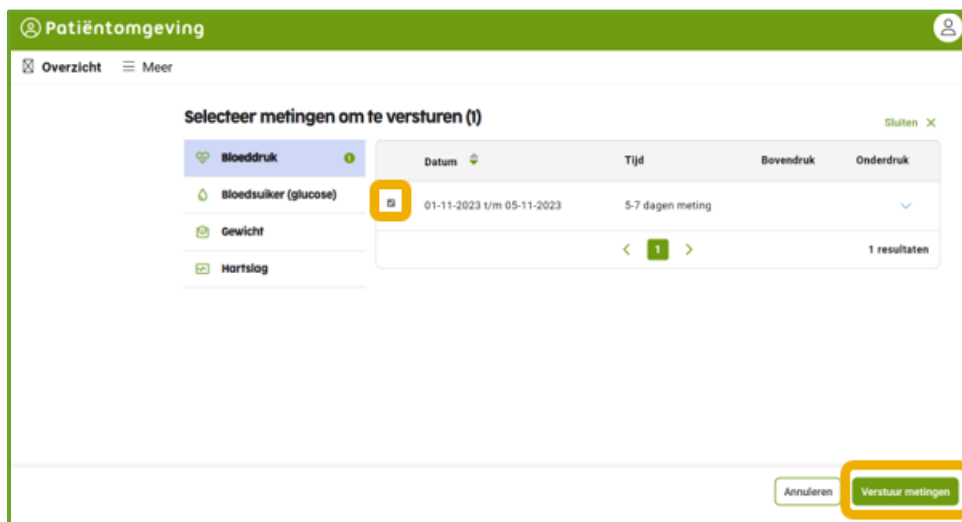 Patiëntomgeving
Overzicht Meer
Selecteer metingen om te versturen (1)
Sluiten
Bloeddruk 1
Bloedsuiker (glucose)
Gewicht
Hartslag
Datum Tijd Bovendruk Onderdruk
01-11-2023 t/m 05-11-2023 5-7 dagen meting
1 1 resultaten
Annuleren Verstuur metingen